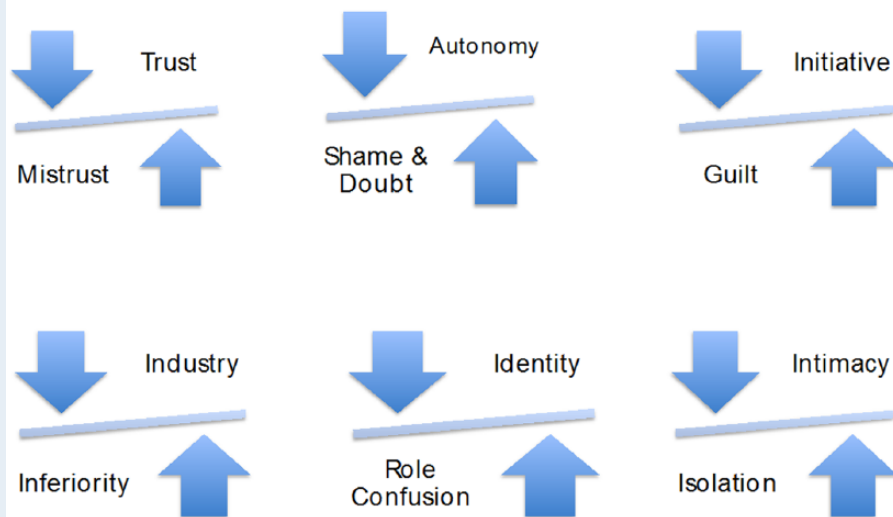 Trust
Autonomy
Initiative
Mistrust
Shame &
Doubt
Guilt
Industry
Identity
Intimacy
Inferiority
Role
Confusion
Isolation